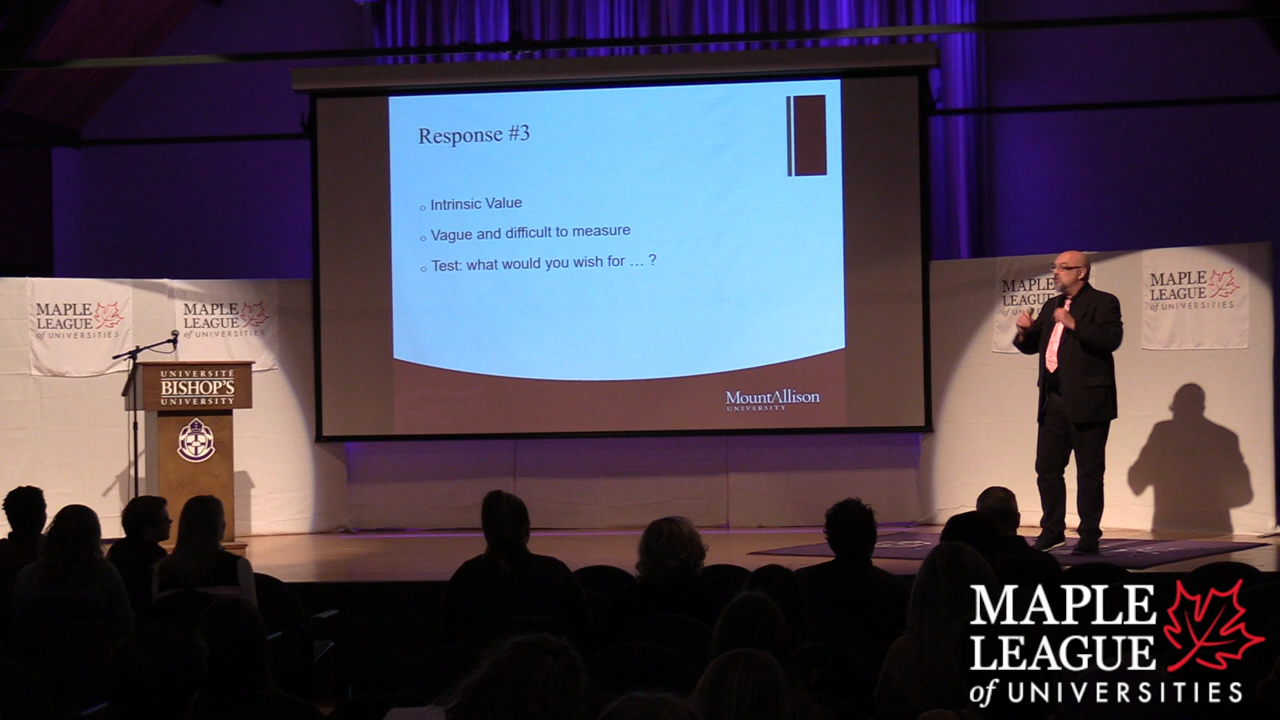 Response #3
Intrinsic Value
Vague and difficult to measure
Test: what would you wish for ... ?
MountAllison
UNIVERSITY
MAPLE
LEAGUE
of UNIVERSITIES
MAPLE
LEAGUE
of UNIVERSITIES
UNIVERSITÉ
BISHOP'S
UNIVERSITY
MAPLE
LEAGUE
MAPLE
LEAGUE
of UNIVERSITIES
MAPLE
LEAGUE
of UNIVERSITIES